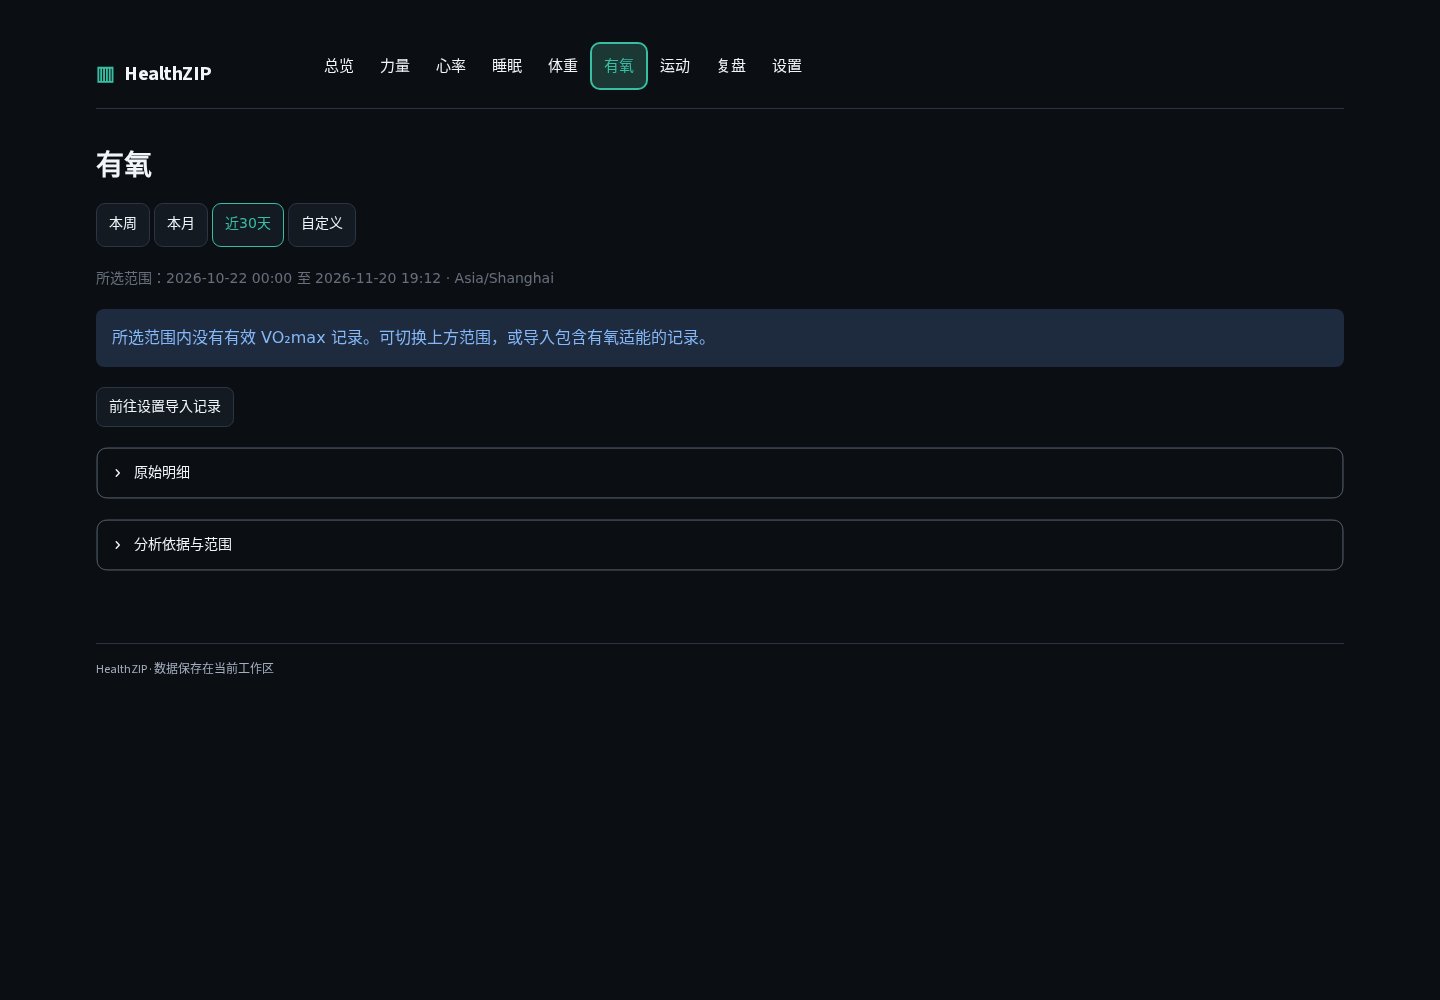 HealthZIP
总览 力量 心率 睡眠 体重 有氧 运动 复盘 设置
有氧
本周 本月 近30天 自定义
所选范围：2026-10-22 00:00 至 2026-11-20 19:12 · Asia/Shanghai
所选范围内没有有效 VO₂max 记录。可切换上方范围，或导入包含有氧适能的记录。
前往设置导入记录
原始明细
分析依据与范围
HealthZIP · 数据保存在当前工作区